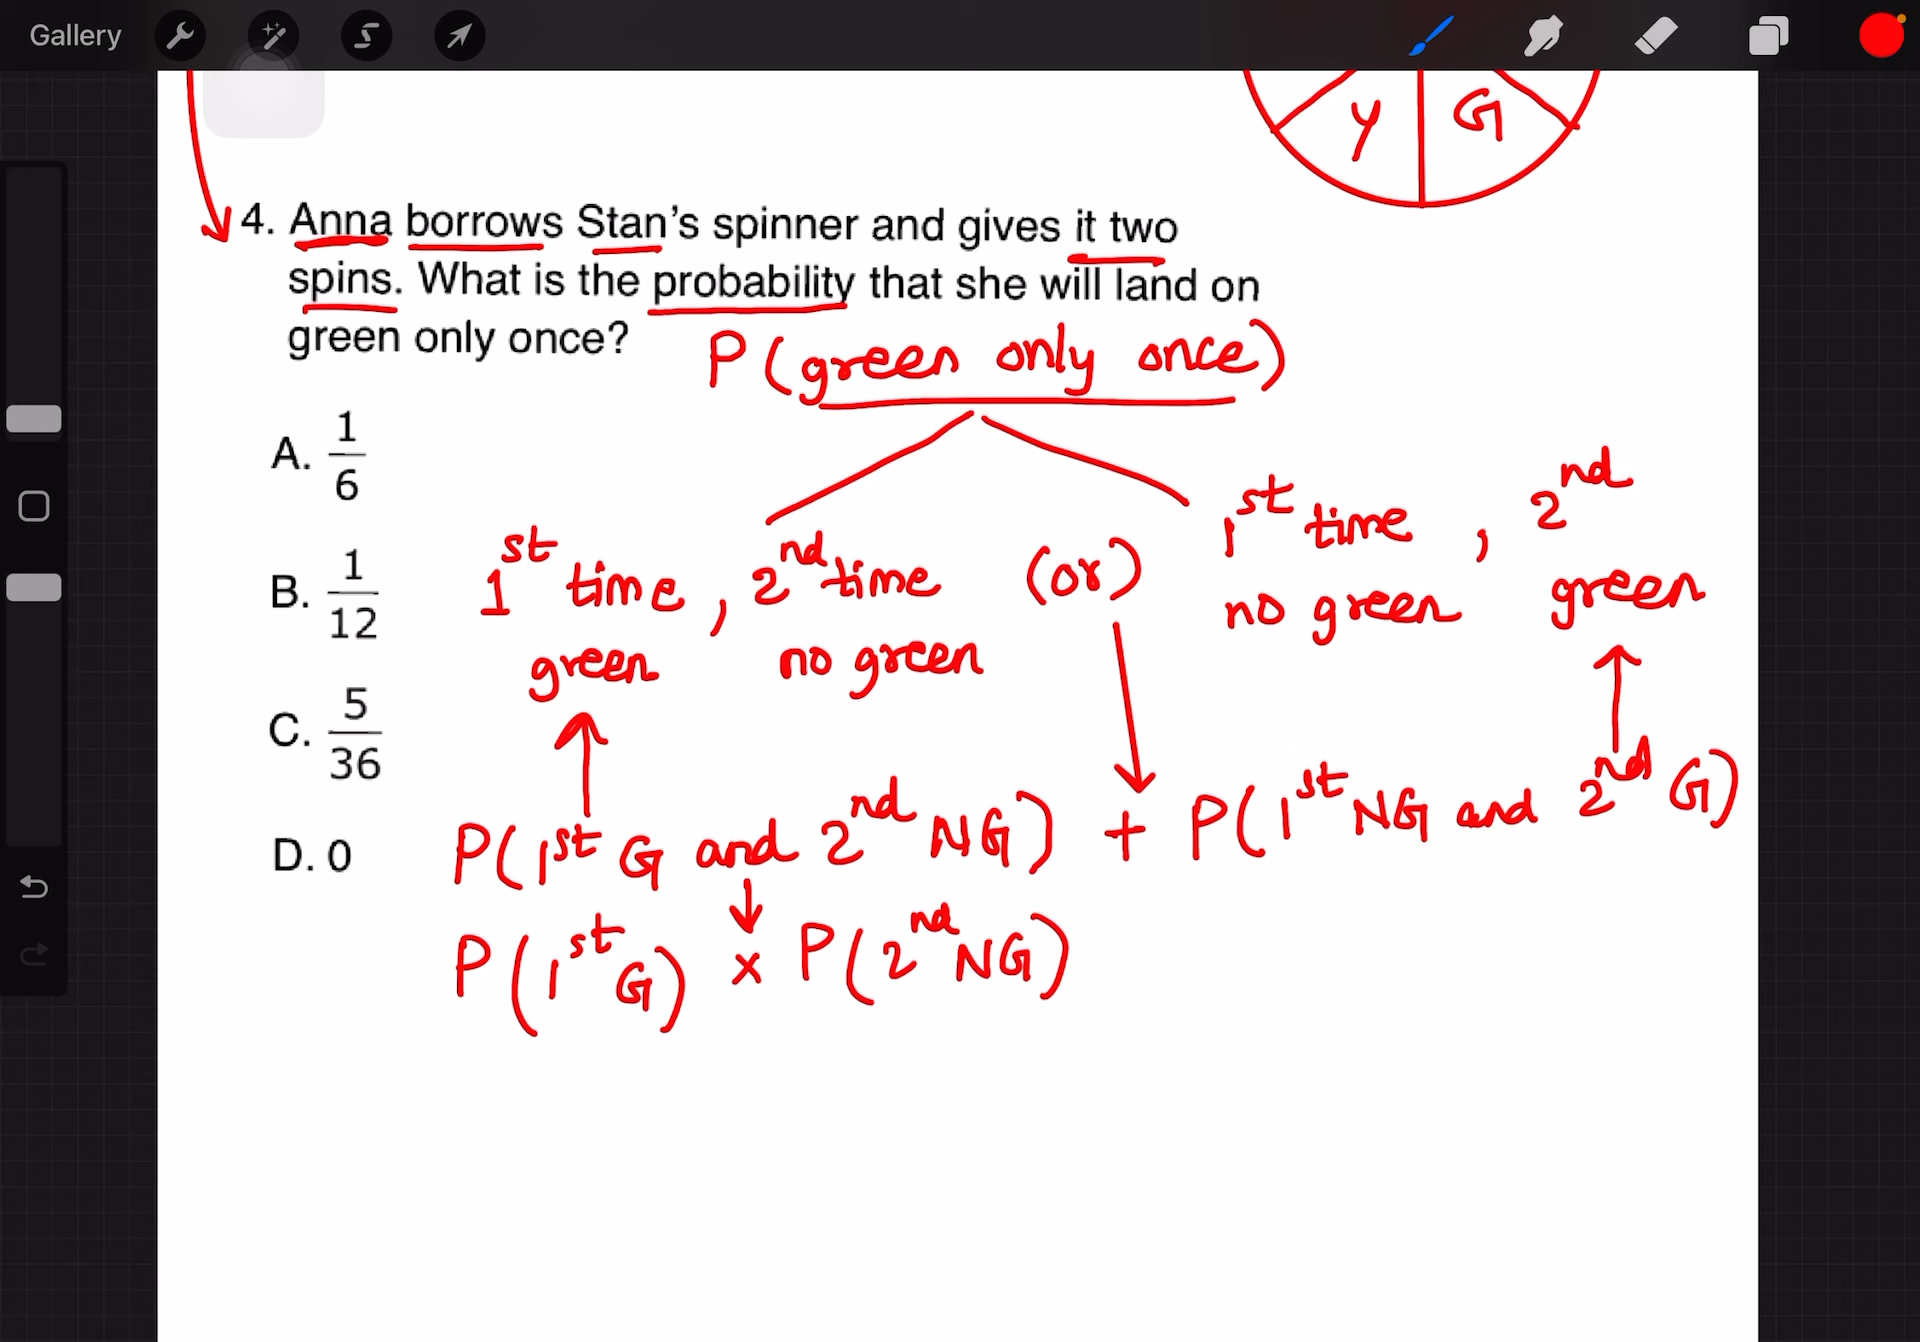 Gallery
Y G
4. Anna borrows Stan's spinner and gives it two
spins. What is the probability that she will land on
green only once?
P (green only once)
A. 1/6
1st time, 2nd time (or) 1st time, 2nd
green no green no green green
B. 1/12
C. 5/36
P(1st G and 2nd NG) + P(1st NG and 2nd G)
D. 0
P(1st G) x P(2nd NG)